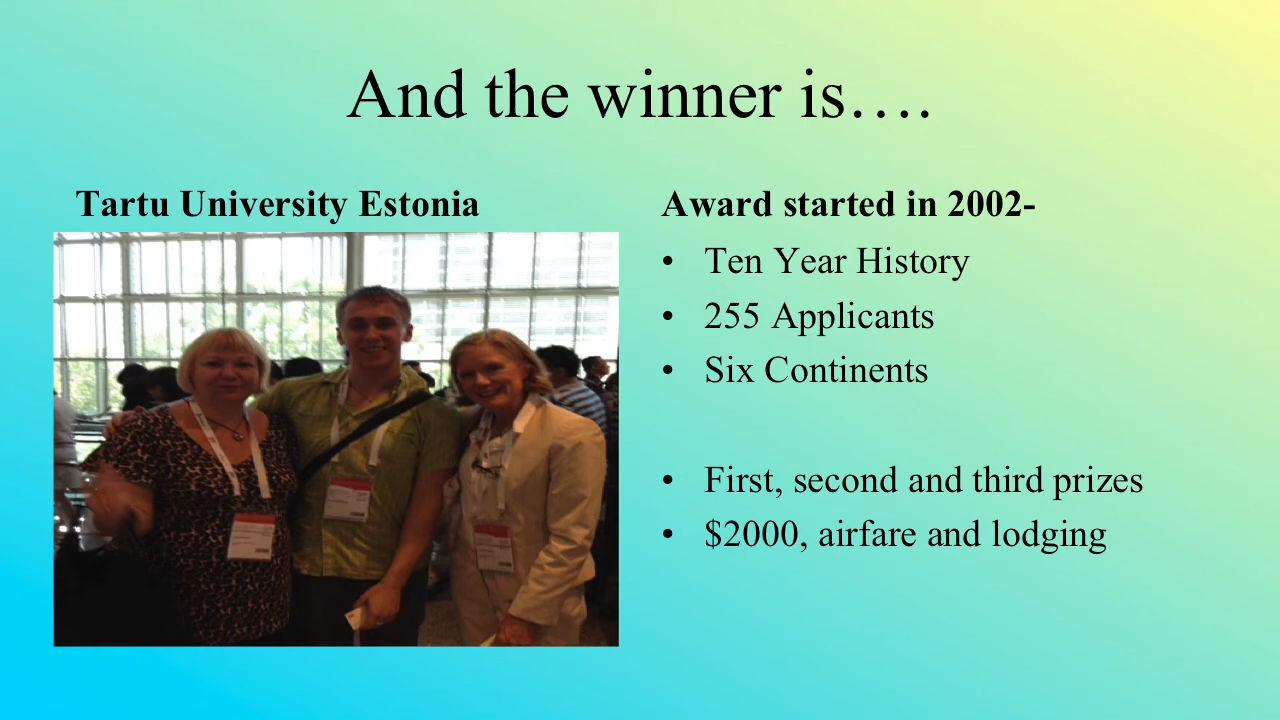 And the winner is….
Tartu University Estonia
Award started in 2002-
• Ten Year History
• 255 Applicants
• Six Continents
• First, second and third prizes
• $2000, airfare and lodging